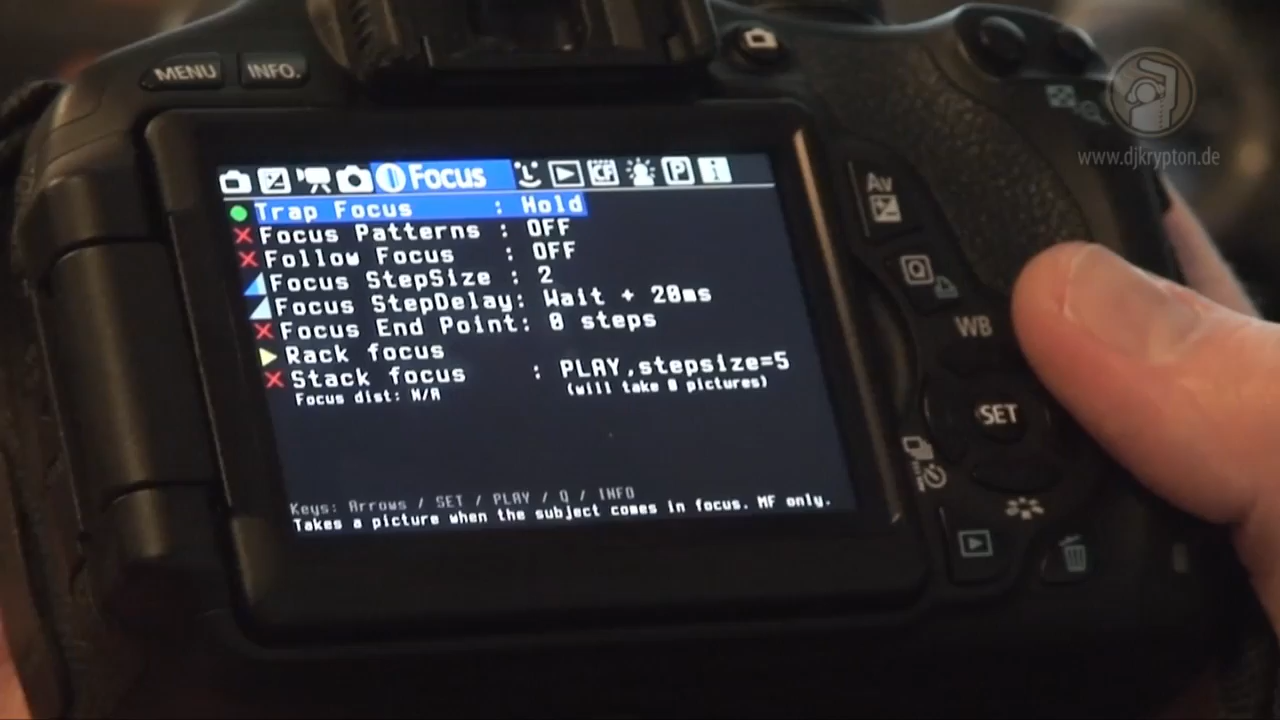 MENU INFO.
www.djkrypton.de
Focus
Trap Focus : Hold
Focus Patterns : OFF
Follow Focus : OFF
Focus StepSize : 2
Focus StepDelay: Wait + 20ms
Focus End Point: 0 steps
Rack focus
Stack focus : PLAY,stepsize=5
Focus dist: N/A (will take 0 pictures)
Keys: Arrows / SET / PLAY / Q / INFO
Takes a picture when the subject comes in focus. MF only.
Av
Q
WB
SET